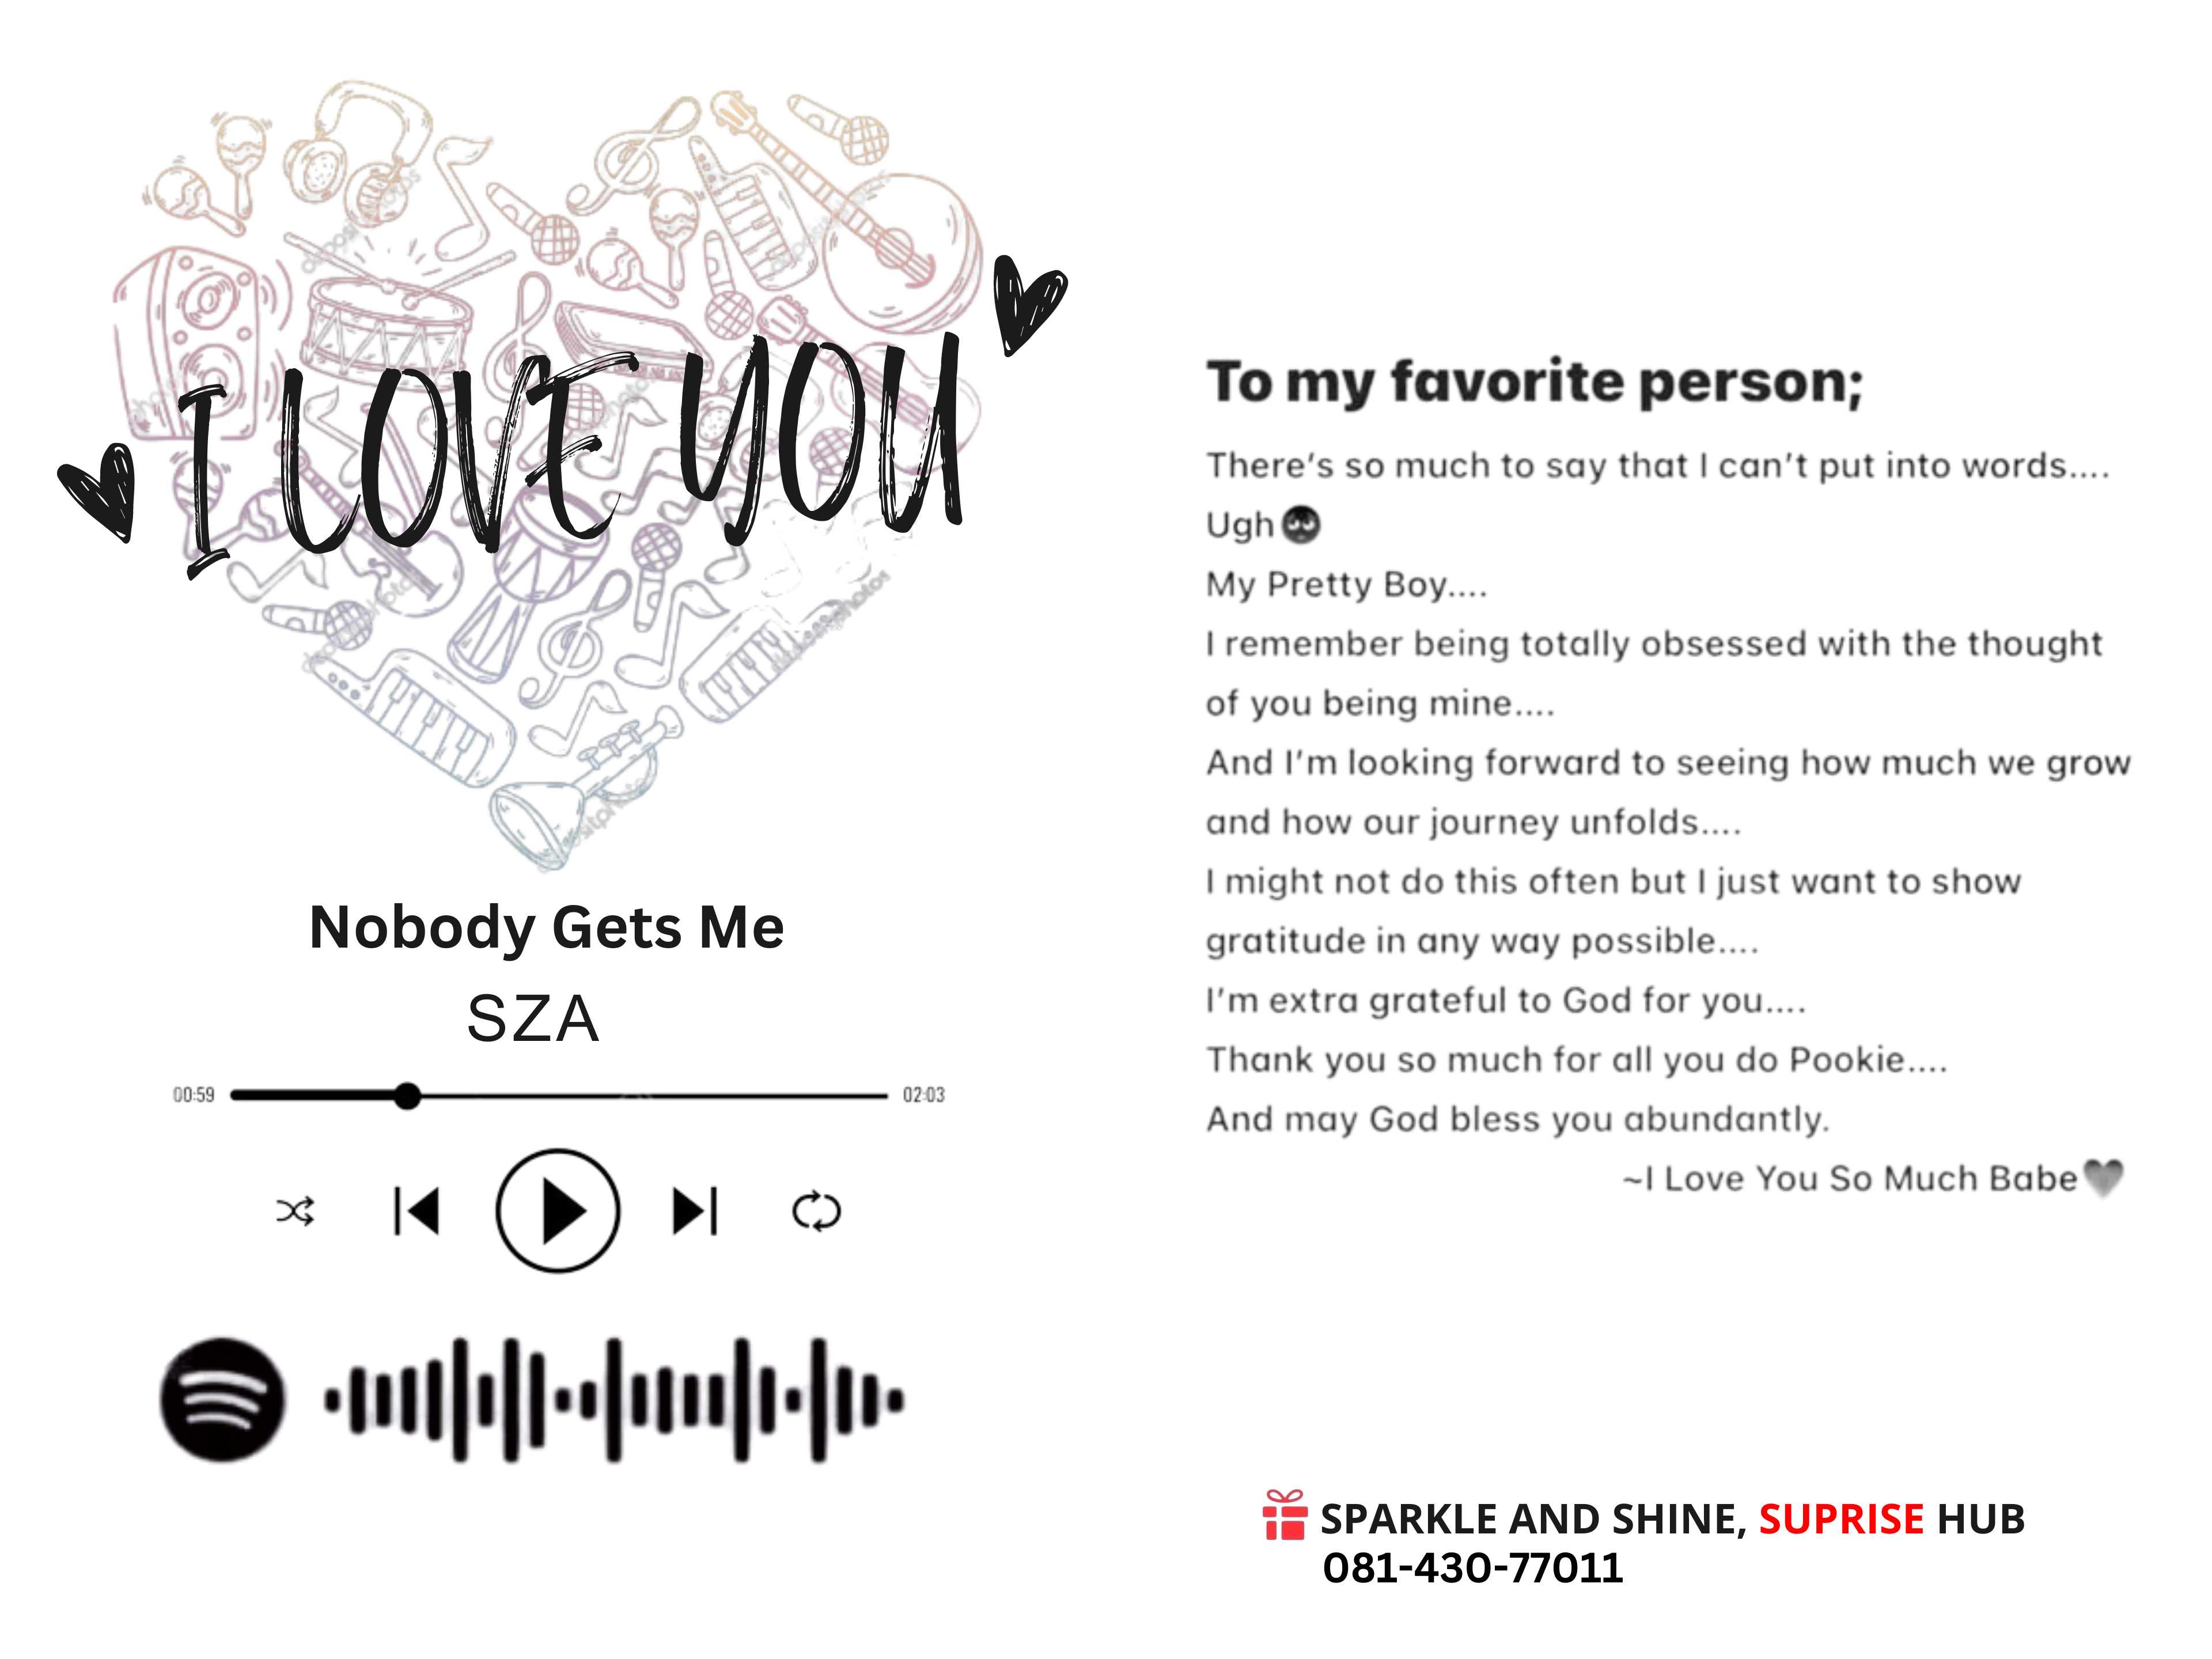 I LOVE YOU
Nobody Gets Me
SZA
00:59 02:03
To my favorite person;
There's so much to say that I can't put into words....
Ugh
My Pretty Boy....
I remember being totally obsessed with the thought
of you being mine....
And I'm looking forward to seeing how much we grow
and how our journey unfolds....
I might not do this often but I just want to show
gratitude in any way possible....
I'm extra grateful to God for you....
Thank you so much for all you do Pookie....
And may God bless you abundantly.
~I Love You So Much Babe
SPARKLE AND SHINE, SUPRISE HUB
081-430-77011